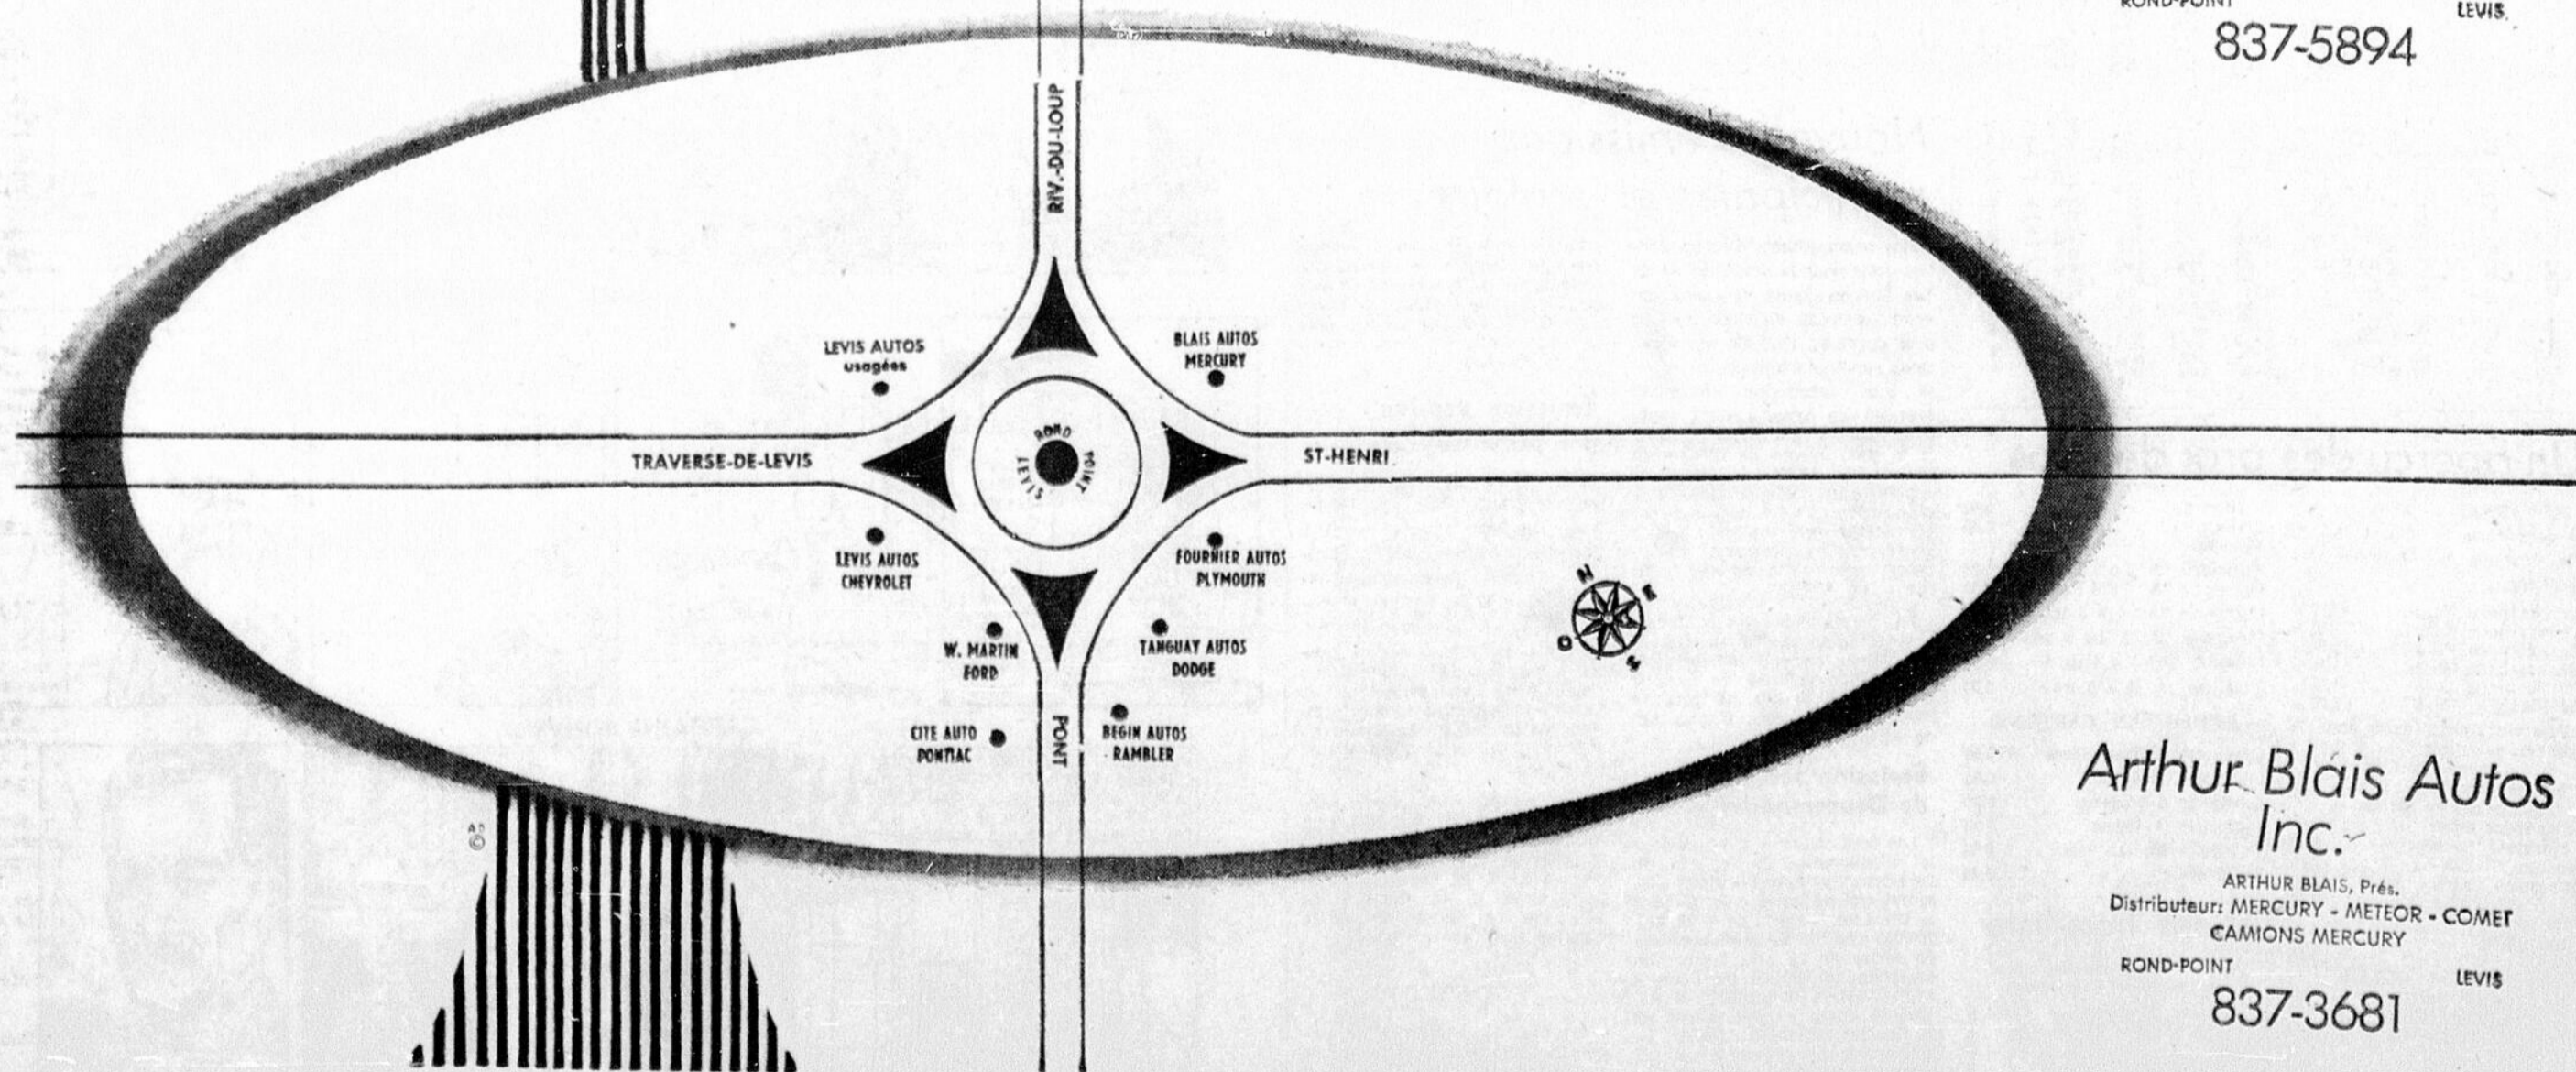 ROND-POINT LEVIS
837-5894
RIV.-DU-LOUP
LEVIS AUTOS
usagées
BLAIS AUTOS
MERCURY
TRAVERSE-DE-LEVIS
ROND
POINT
LEVIS
ST-HENRI
LEVIS AUTOS
CHEVROLET
FOURNIER AUTOS
PLYMOUTH
N
E
O
W. MARTIN
FORD
TANGUAY AUTOS
DODGE
CITE AUTO
PONTIAC
PONT
BEGIN AUTOS
RAMBLER
Arthur Blais Autos
Inc.
ARTHUR BLAIS, Prés.
Distributeur: MERCURY - METEOR - COMET
CAMIONS MERCURY
ROND-POINT LEVIS
837-3681